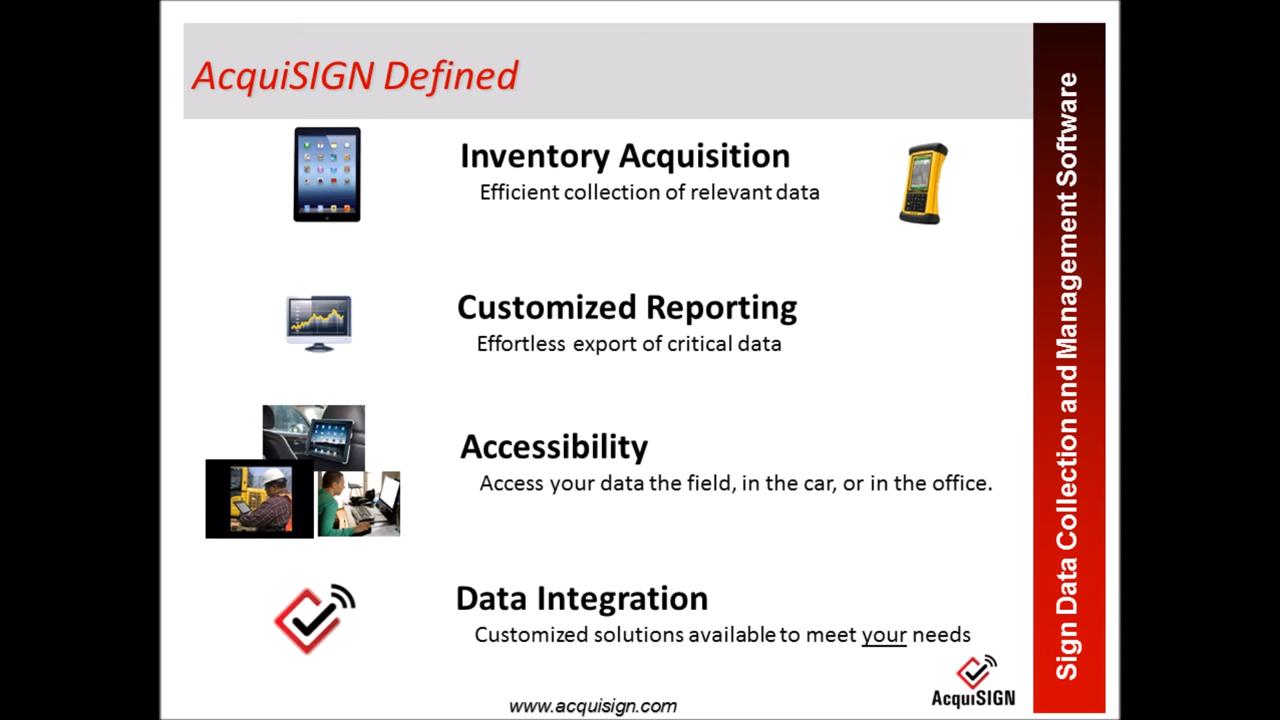 AcquiSIGN Defined
Inventory Acquisition
Efficient collection of relevant data
Customized Reporting
Effortless export of critical data
Accessibility
Access your data the field, in the car, or in the office.
Data Integration
Customized solutions available to meet your needs
AcquiSIGN
www.acquisign.com
Sign Data Collection and Management Software